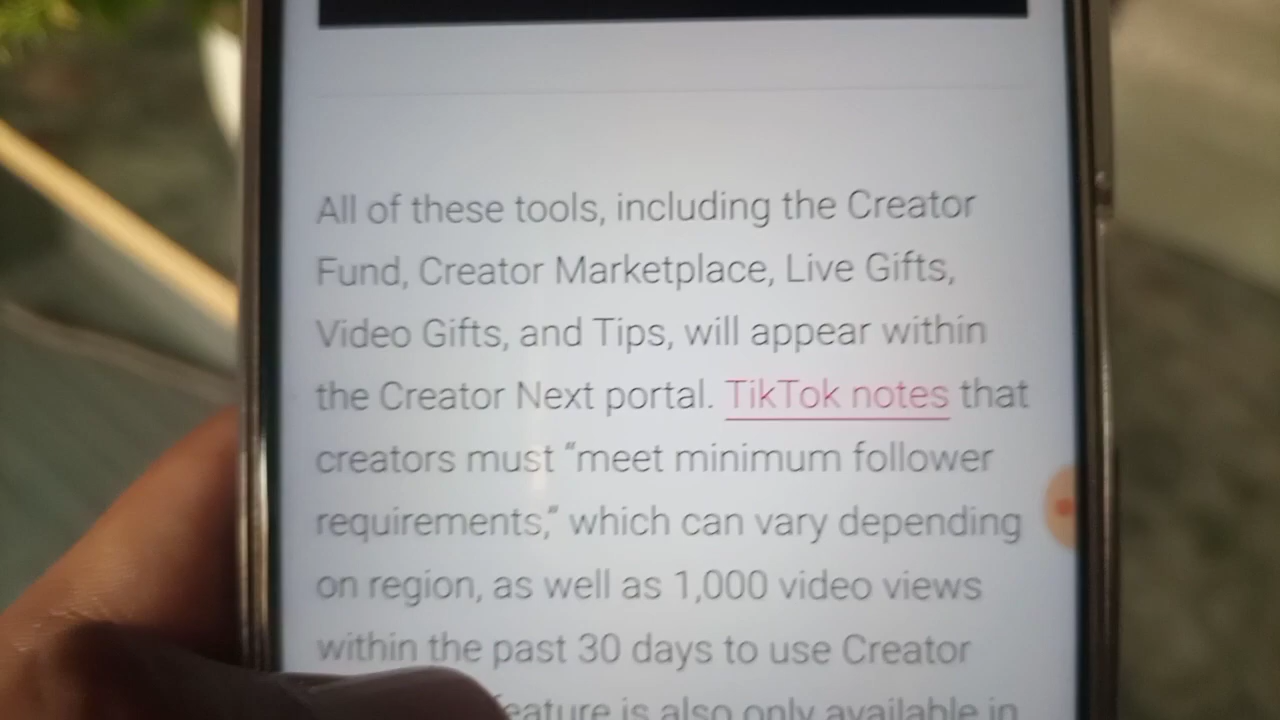 All of these tools, including the Creator
Fund, Creator Marketplace, Live Gifts,
Video Gifts, and Tips, will appear within
the Creator Next portal. TikTok notes that
creators must “meet minimum follower
requirements,” which can vary depending
on region, as well as 1,000 video views
within the past 30 days to use Creator
is also only available in